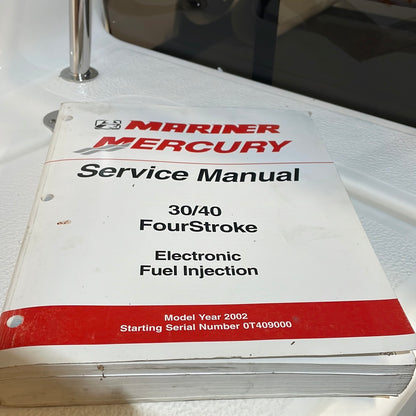 MARINER
MERCURY
Service Manual
30/40
FourStroke
Electronic
Fuel Injection
Model Year 2002
Starting Serial Number 0T409000